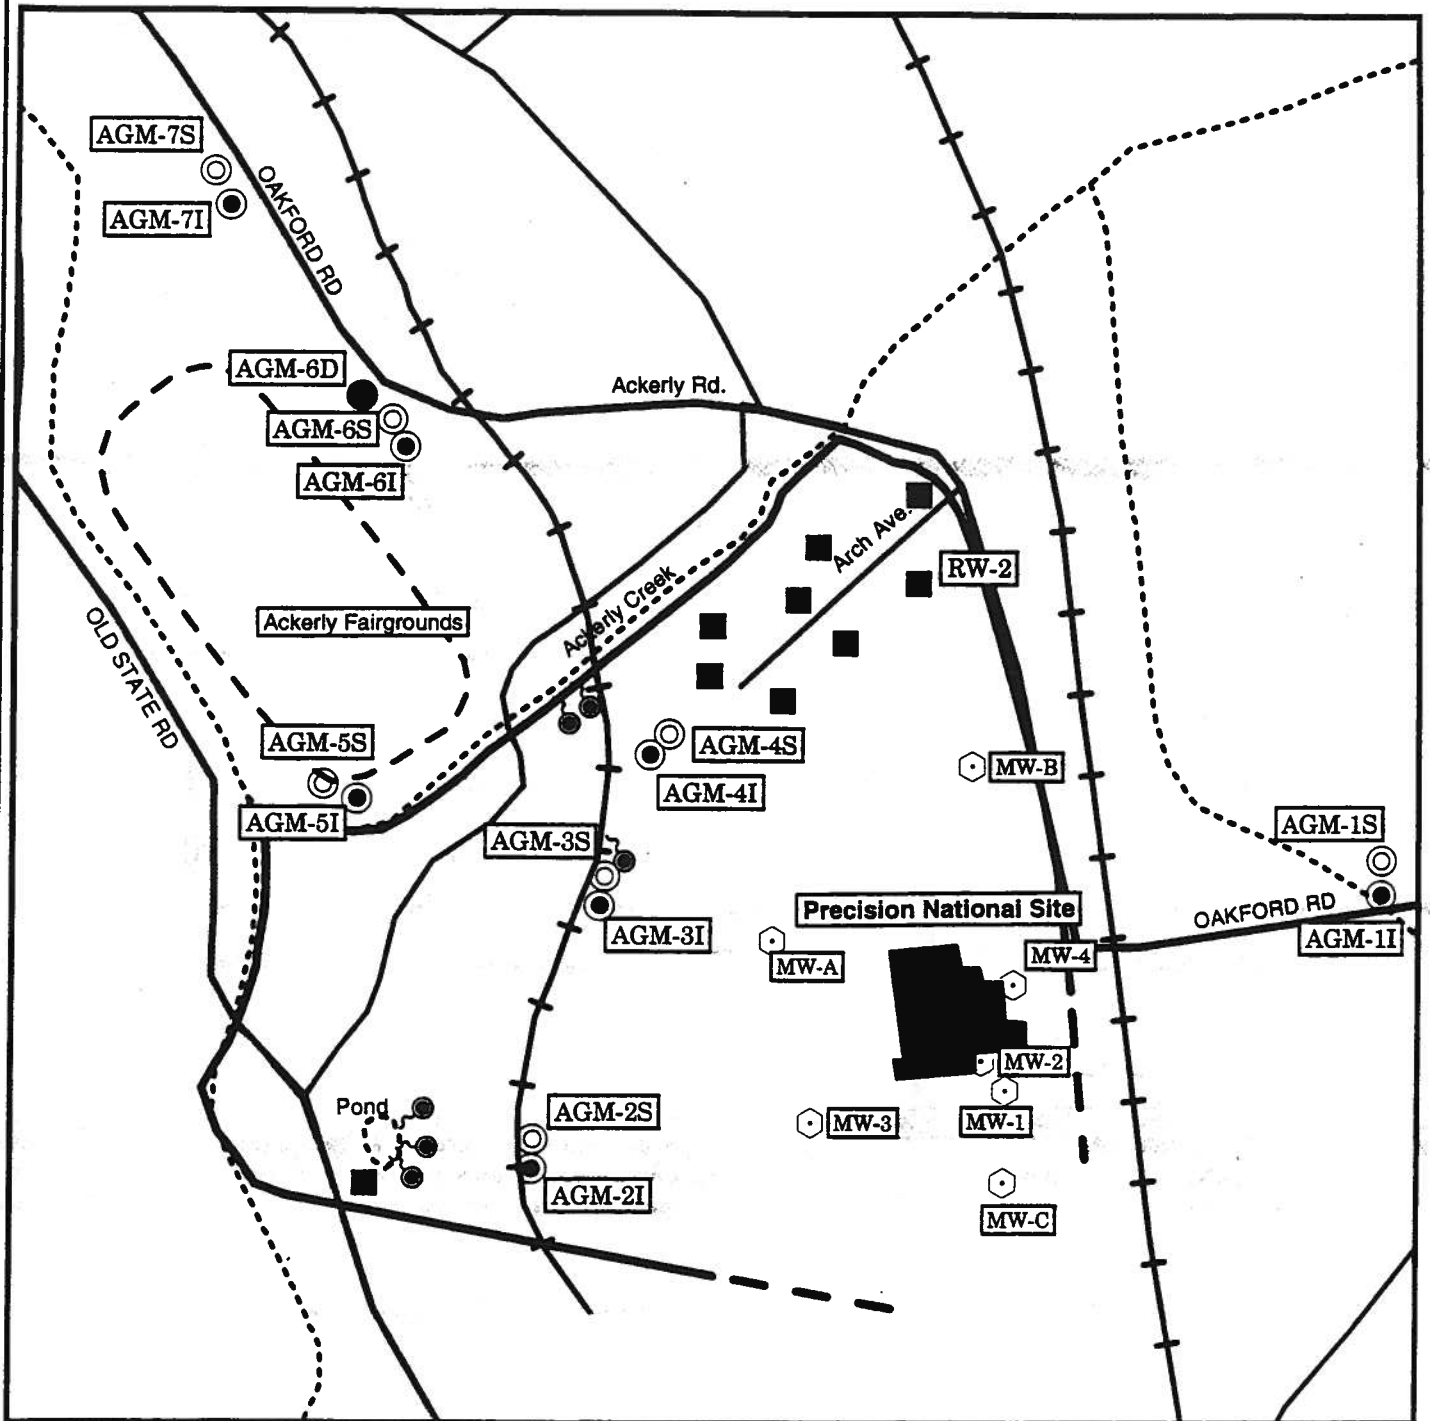 AGM-7S
AGM-7I
OAKFORD RD
AGM-6D
AGM-6S
AGM-6I
Ackerly Rd.
Arch Ave.
RW-2
Ackerly Creek
Ackerly Fairgrounds
OLD STATE RD
AGM-5S
AGM-5I
AGM-4S
AGM-4I
MW-B
AGM-3S
AGM-3I
AGM-1S
Precision National Site
OAKFORD RD
AGM-1I
MW-A
MW-4
MW-2
MW-1
MW-3
Pond
AGM-2S
AGM-2I
MW-C